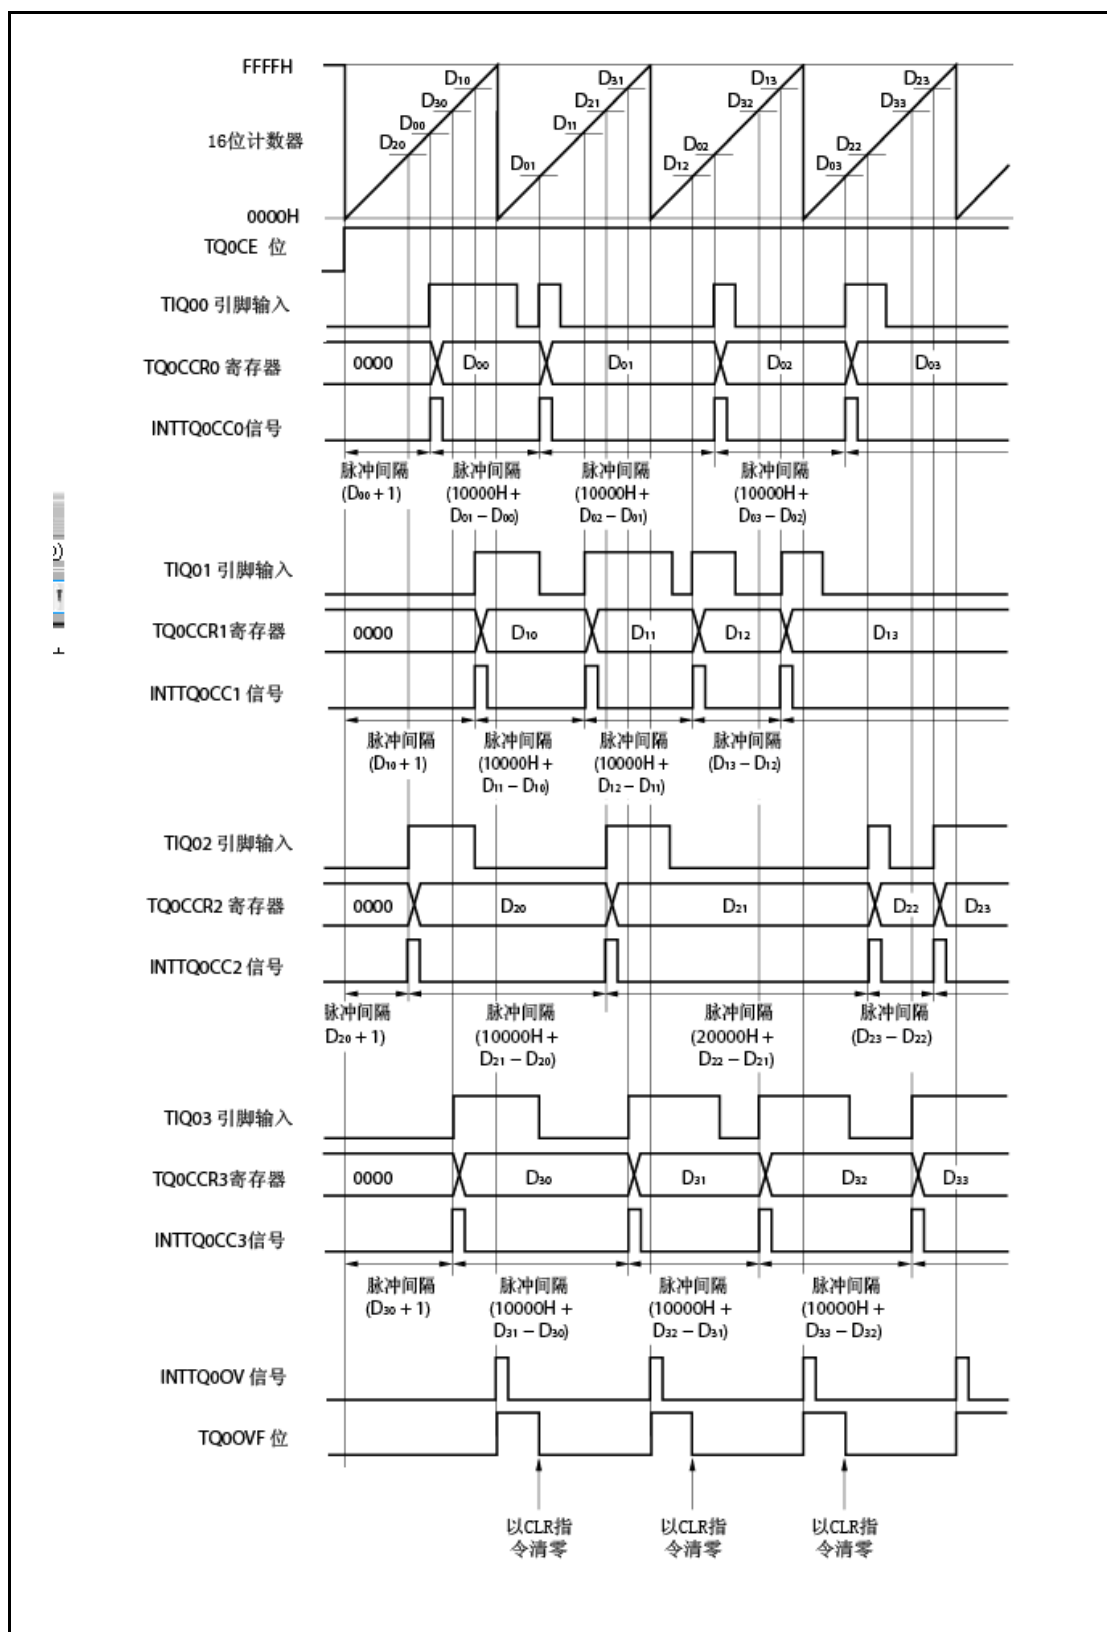 FFFFH
D10
D31
D13
D23
D30
D21
D32
D33
D00
D11
D02
D22
16位计数器
D20
D01
D12
D03
0000H
TQ0CE 位
TIQ00 引脚输入
TQ0CCR0 寄存器
0000
D00
D01
D02
D03
INTTQ0CC0信号
脉冲间隔
(D00 + 1)
脉冲间隔
(10000H +
D01 – D00)
脉冲间隔
(10000H +
D02 – D01)
脉冲间隔
(10000H +
D03 – D02)
TIQ01 引脚输入
TQ0CCR1寄存器
0000
D10
D11
D12
D13
INTTQ0CC1 信号
脉冲间隔
(D10 + 1)
脉冲间隔
(10000H +
D11 – D10)
脉冲间隔
(10000H +
D12 – D11)
脉冲间隔
(D13 – D12)
TIQ02 引脚输入
TQ0CCR2 寄存器
0000
D20
D21
D22
D23
INTTQ0CC2 信号
脉冲间隔
D20 + 1)
脉冲间隔
(10000H +
D21 – D20)
脉冲间隔
(20000H +
D22 – D21)
脉冲间隔
(D23 – D22)
TIQ03 引脚输入
TQ0CCR3寄存器
0000
D30
D31
D32
D33
INTTQ0CC3信号
脉冲间隔
(D30 + 1)
脉冲间隔
(10000H +
D31 – D30)
脉冲间隔
(10000H +
D32 – D31)
脉冲间隔
(10000H +
D33 – D32)
INTTQ0OV 信号
TQ0OVF 位
以CLR指
令清零
以CLR指
令清零
以CLR指
令清零